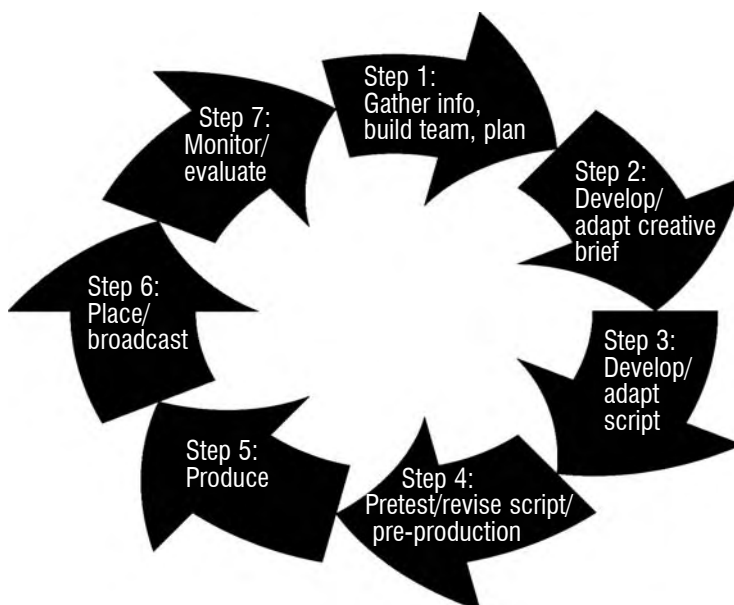 Step 1:
Gather info,
build team, plan
Step 2:
Develop/
adapt creative
brief
Step 3:
Develop/
adapt
script
Step 4:
Pretest/revise script/
pre-production
Step 5:
Produce
Step 6:
Place/
broadcast
Step 7:
Monitor/
evaluate